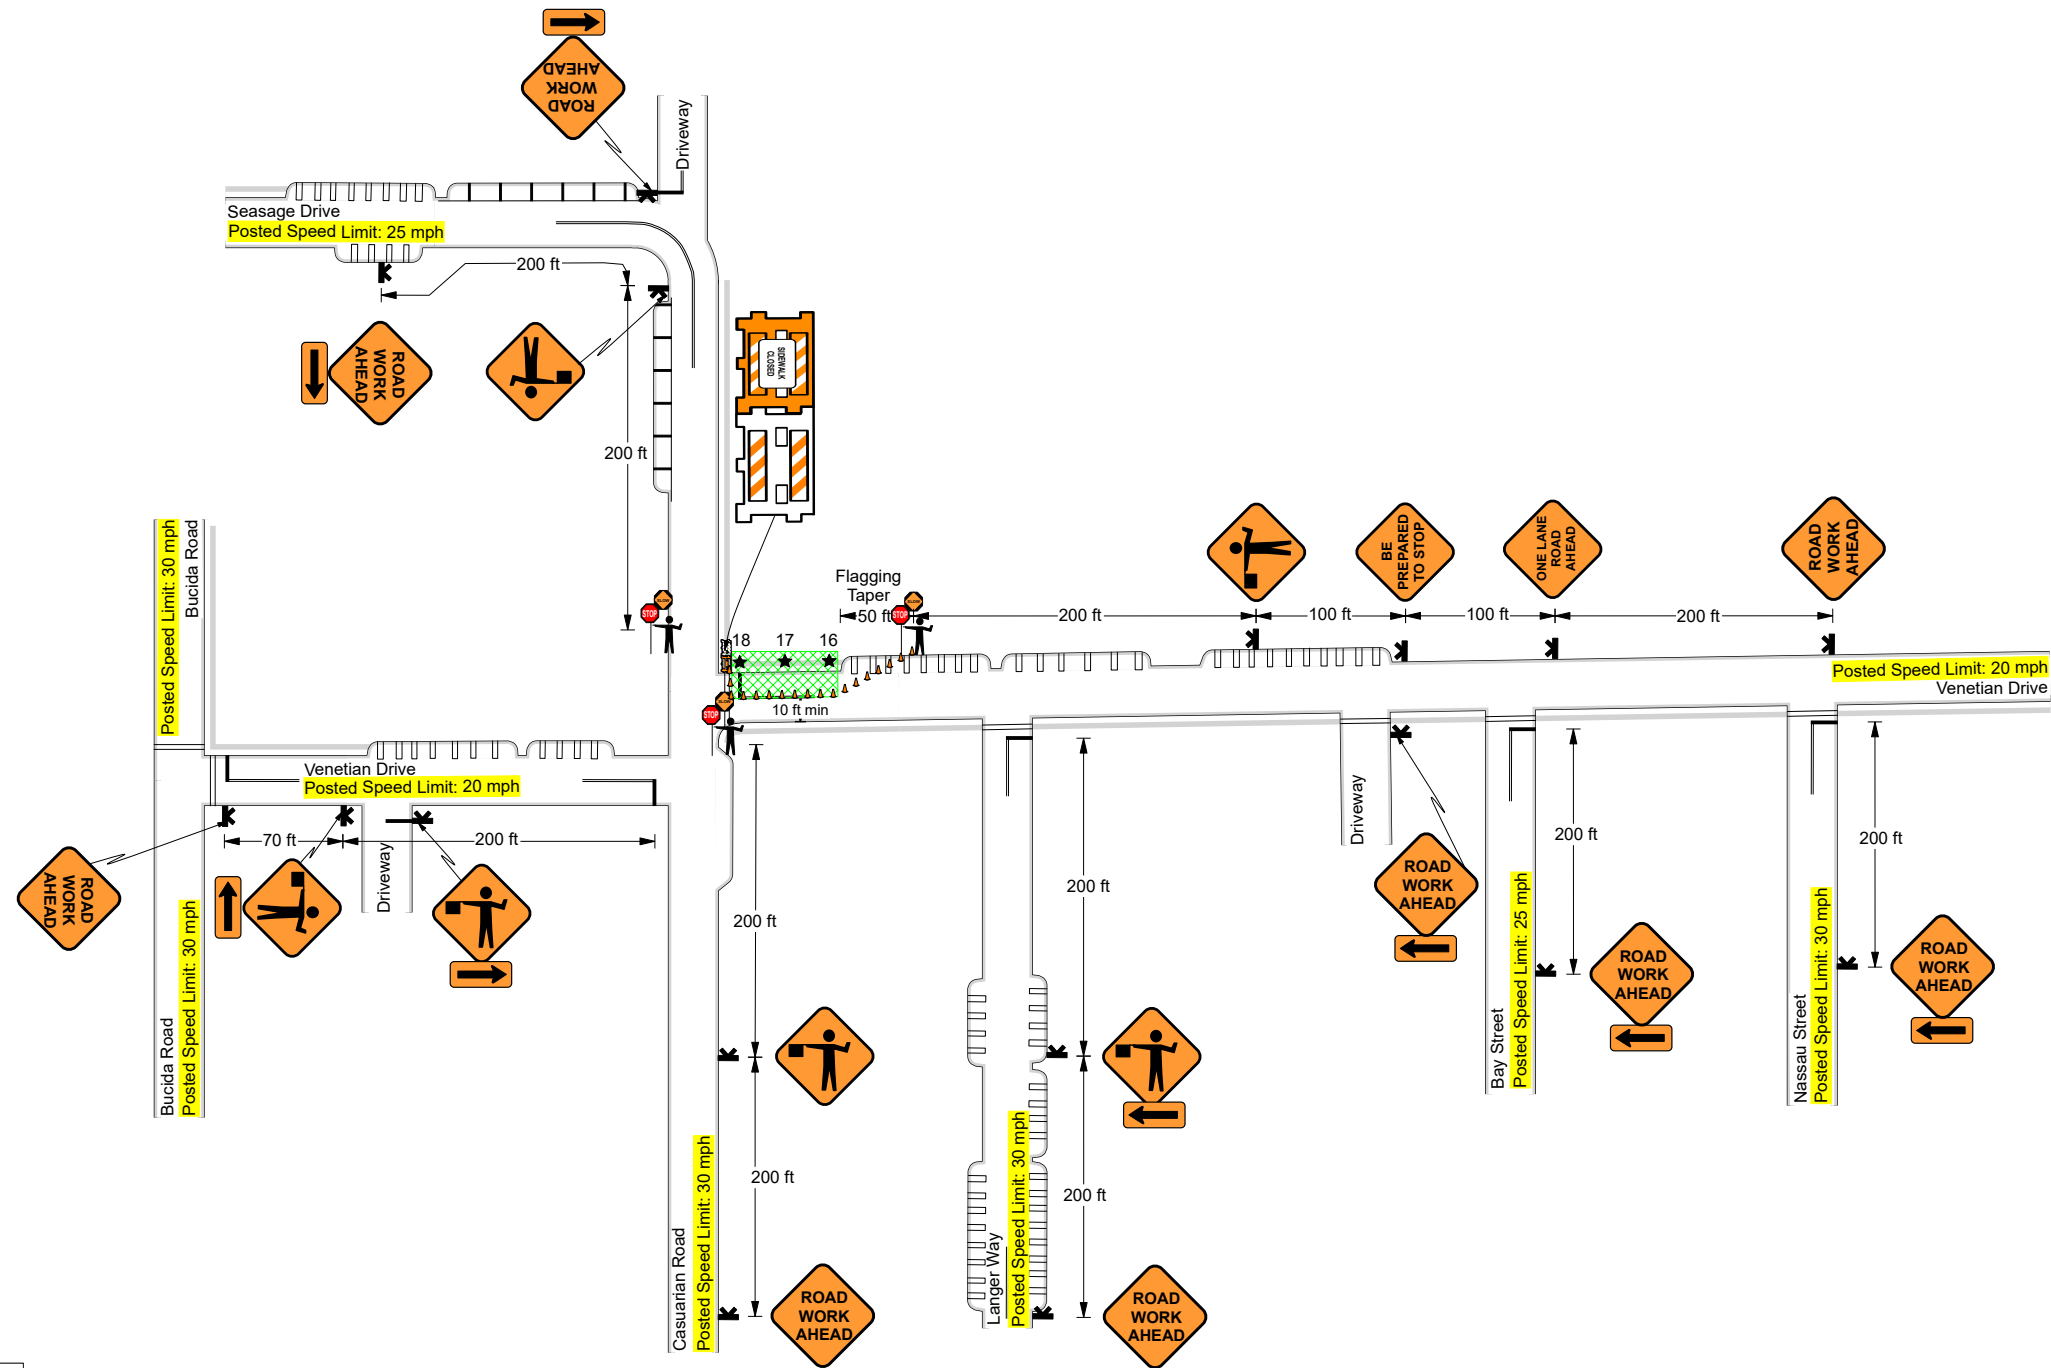 ROAD
WORK
AHEAD
Driveway
Seasage Drive
Posted Speed Limit: 25 mph
200 ft
ROAD
WORK
AHEAD
SIDEWALK
CLOSED
200 ft
Posted Speed Limit: 30 mph
Bucida Road
STOP
SLOW
Flagging
Taper
50 ft
STOP
SLOW
18
17
16
200 ft
100 ft
100 ft
200 ft
BE
PREPARED
TO STOP
ONE LANE
ROAD
AHEAD
ROAD
WORK
AHEAD
Posted Speed Limit: 20 mph
Venetian Drive
STOP
SLOW
10 ft min
Venetian Drive
Posted Speed Limit: 20 mph
70 ft
200 ft
ROAD
WORK
AHEAD
Driveway
Bucida Road
Posted Speed Limit: 30 mph
200 ft
200 ft
Casuarian Road
Posted Speed Limit: 30 mph
ROAD
WORK
AHEAD
200 ft
200 ft
Langer Way
Posted Speed Limit: 30 mph
ROAD
WORK
AHEAD
Driveway
ROAD
WORK
AHEAD
Bay Street
Posted Speed Limit: 25 mph
200 ft
ROAD
WORK
AHEAD
Nassau Street
Posted Speed Limit: 30 mph
200 ft
ROAD
WORK
AHEAD